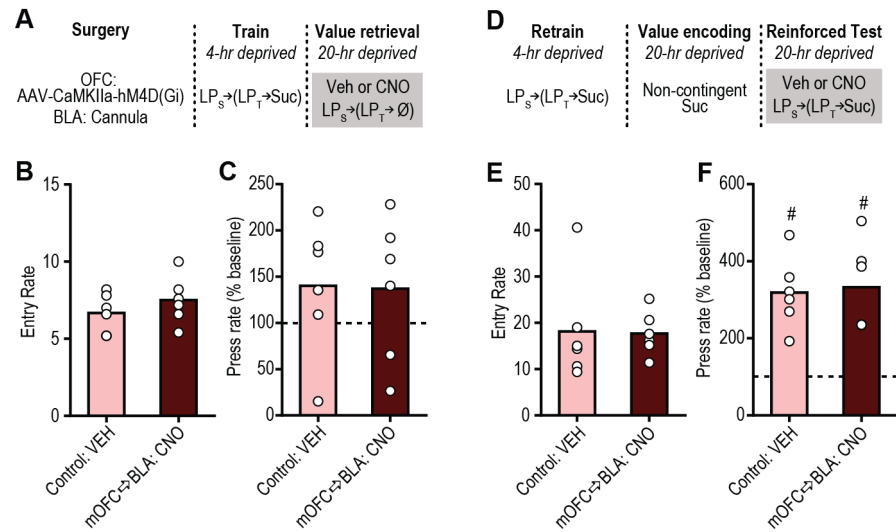 A
Surgery
Train
Value retrieval
4-hr deprived
20-hr deprived
OFC:
AAV-CaMKIIa-hM4D(Gi)
BLA: Cannula
LPS→(LPT→Suc)
Veh or CNO
LPS→(LPT→ Ø)
D
Retrain
Value encoding
Reinforced Test
4-hr deprived
20-hr deprived
20-hr deprived
LPS→(LPT→Suc)
Non-contingent
Suc
Veh or CNO
LPS→(LPT→Suc)
B
Entry Rate
15
10
5
0
Control: VEH
mOFC➪BLA: CNO
C
Press rate (% baseline)
250
200
150
100
50
0
Control: VEH
mOFC➪BLA: CNO
E
Entry Rate
50
40
30
20
10
0
Control: VEH
mOFC➪BLA: CNO
F
Press rate (% baseline)
600
400
200
0
#
#
Control: VEH
mOFC➪BLA: CNO